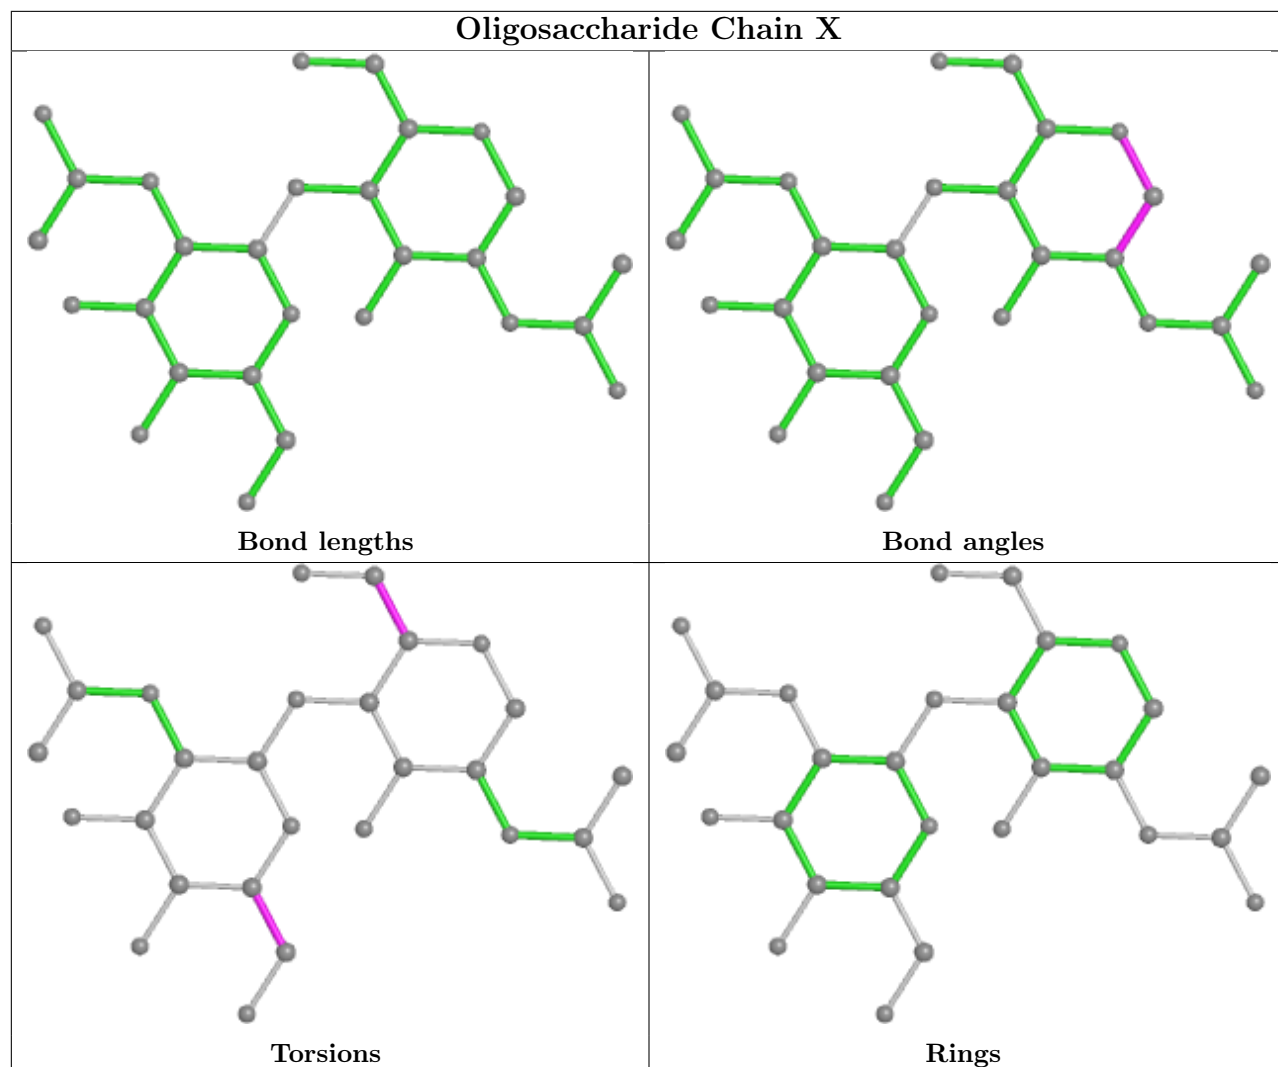 Oligosaccharide Chain X
Bond lengths
Bond angles
Torsions
Rings